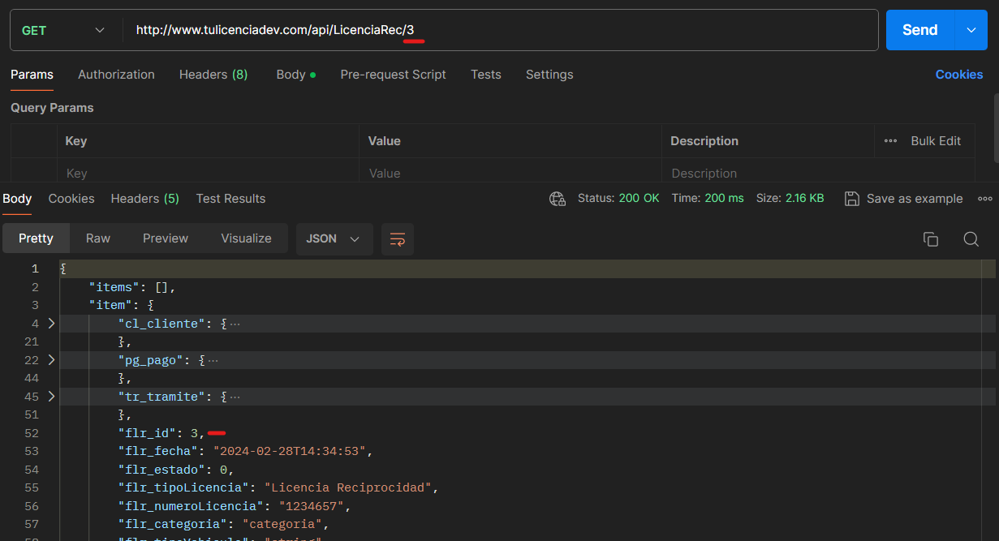 GET http://www.tulicenciadev.com/api/LicenciaRec/3 Send
Params Authorization Headers (8) Body Pre-request Script Tests Settings Cookies
Query Params
Key Value Description ••• Bulk Edit
Key Value Description
Body Cookies Headers (5) Test Results Status: 200 OK Time: 200 ms Size: 2.16 KB Save as example •••
Pretty Raw Preview Visualize JSON
1 {
2 "items": [],
3 "item": {
4 "cl_cliente": { ···
21 },
22 "pg_pago": { ···
44 },
45 "tr_tramite": { ···
51 },
52 "flr_id": 3,
53 "flr_fecha": "2024-02-28T14:34:53",
54 "flr_estado": 0,
55 "flr_tipoLicencia": "Licencia Reciprocidad",
56 "flr_numeroLicencia": "1234657",
57 "flr_categoria": "categoria",
58 "flr_tipoVehiculo": "string"